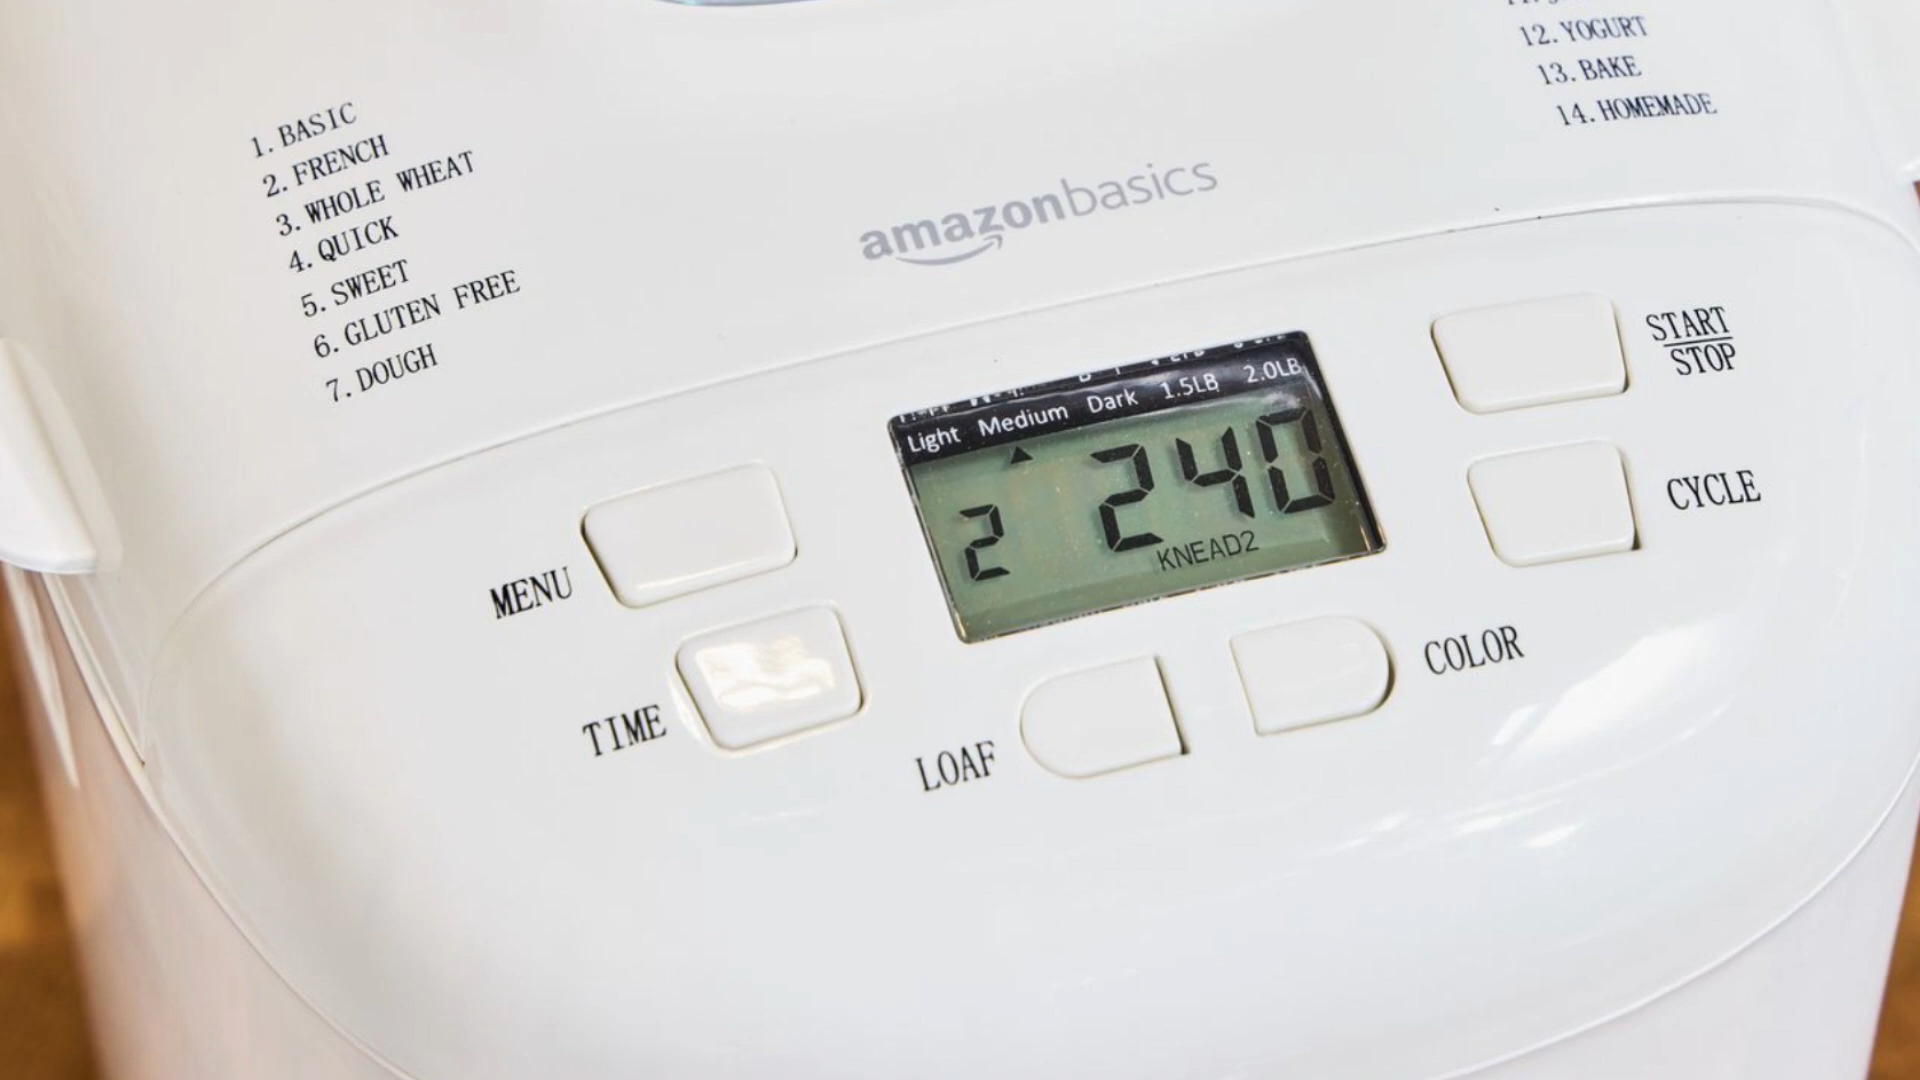 1. BASIC
2. FRENCH
3. WHOLE WHEAT
4. QUICK
5. SWEET
6. GLUTEN FREE
7. DOUGH
12. YOGURT
13. BAKE
14. HOMEMADE
amazonbasics
Light Medium Dark 1.5LB 2.0LB
2 240
KNEAD2
START
STOP
CYCLE
MENU
TIME
LOAF
COLOR